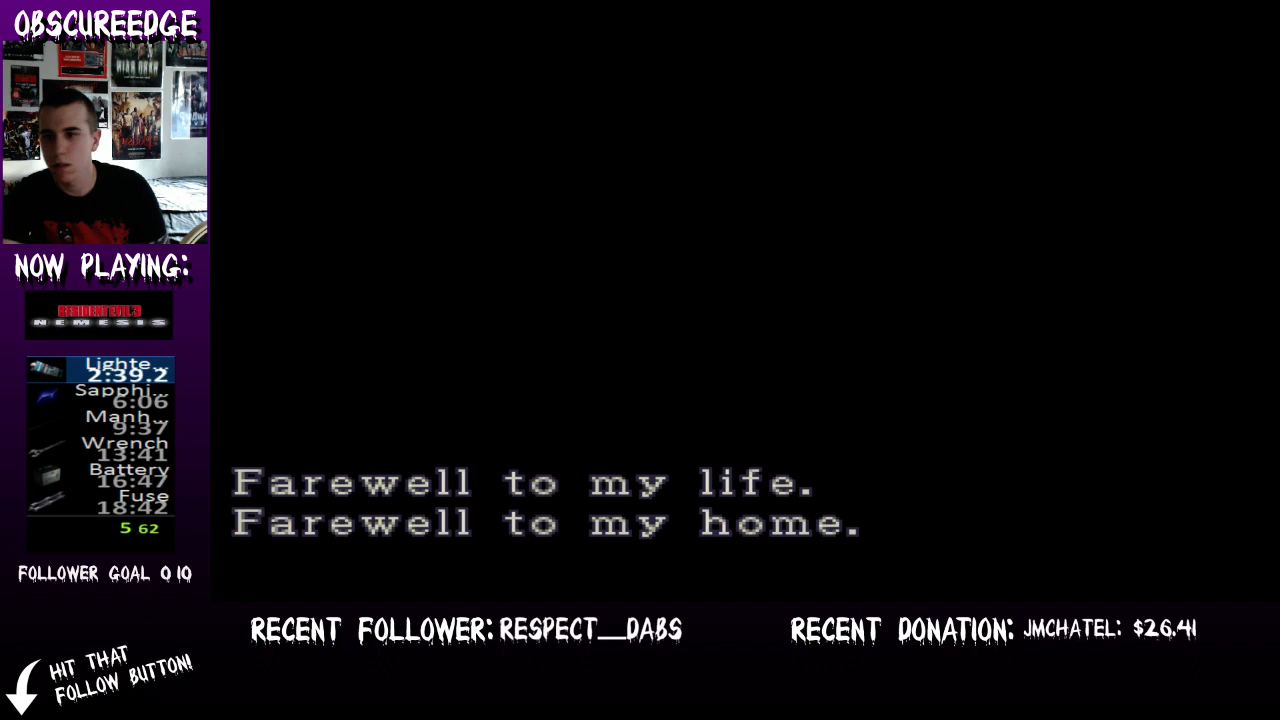 OBSCUREEDGE
NOW PLAYING:
RESIDENT EVIL 3
NEMESIS
Lighte...
2:39.2
Sapphi...
6:06
Manh...
9:37
Wrench
13:41
Battery
16:47
Fuse
18:42
5 62
FOLLOWER GOAL 0 10
HIT THAT
FOLLOW BUTTON!
Farewell to my life.
Farewell to my home.
RECENT FOLLOWER: RESPECT__DABS
RECENT DONATION: JMCHATEL: $26.41